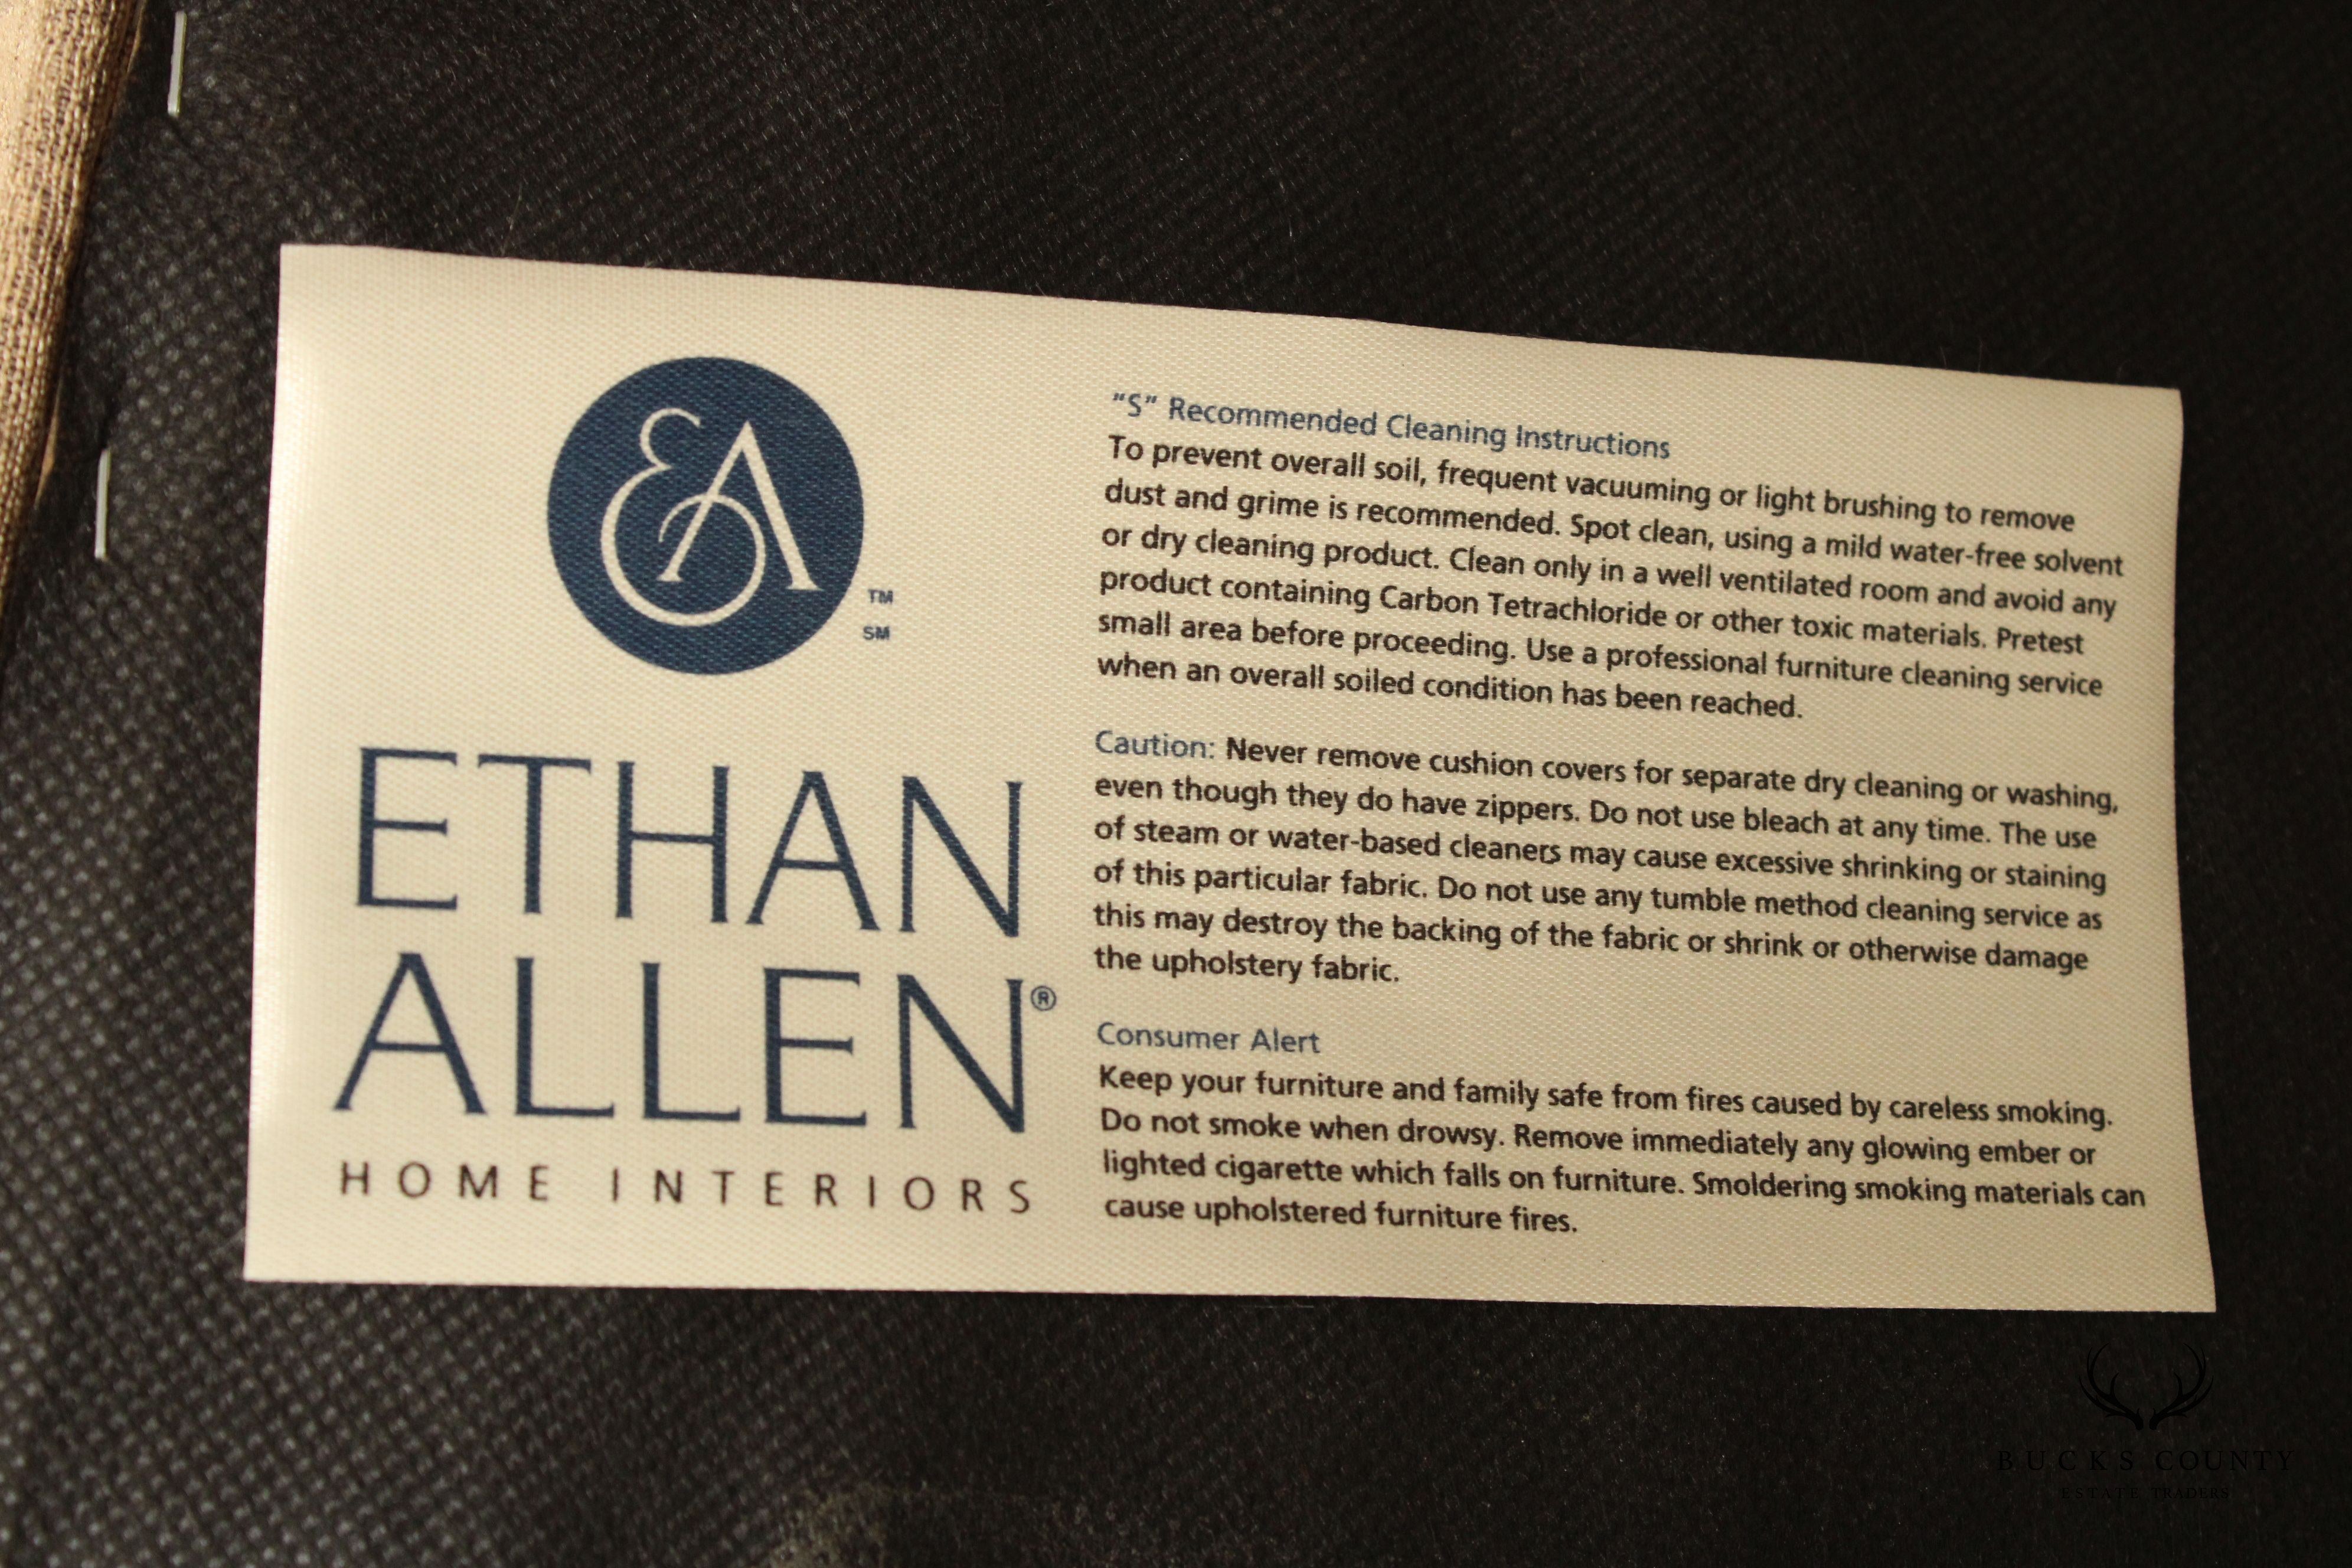 EA
TM
SM
ETHAN
ALLEN®
HOME INTERIORS
"S" Recommended Cleaning Instructions
To prevent overall soil, frequent vacuuming or light brushing to remove
dust and grime is recommended. Spot clean, using a mild water-free solvent
or dry cleaning product. Clean only in a well ventilated room and avoid any
product containing Carbon Tetrachloride or other toxic materials. Pretest
small area before proceeding. Use a professional furniture cleaning service
when an overall soiled condition has been reached.
Caution: Never remove cushion covers for separate dry cleaning or washing,
even though they do have zippers. Do not use bleach at any time. The use
of steam or water-based cleaners may cause excessive shrinking or staining
of this particular fabric. Do not use any tumble method cleaning service as
this may destroy the backing of the fabric or shrink or otherwise damage
the upholstery fabric.
Consumer Alert
Keep your furniture and family safe from fires caused by careless smoking.
Do not smoke when drowsy. Remove immediately any glowing ember or
lighted cigarette which falls on furniture. Smoldering smoking materials can
cause upholstered furniture fires.
BUCKS COUNTY
ESTATE TRADERS